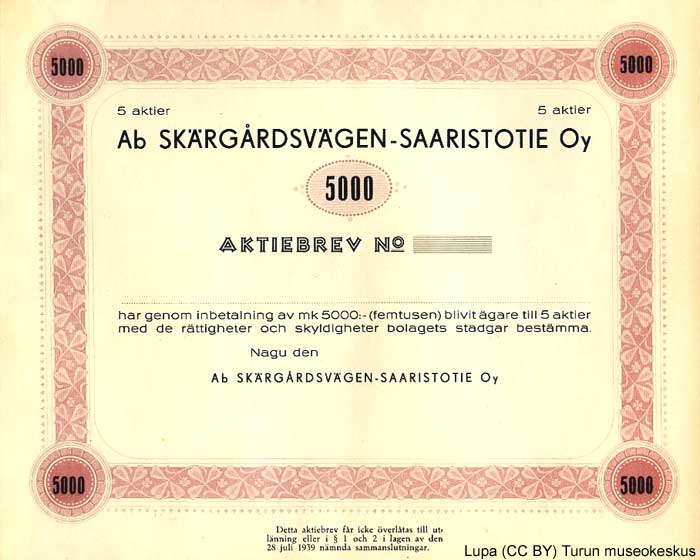 5000 5000
5 aktier 5 aktier
Ab SKÄRGÅRDSVÄGEN-SAARISTOTIE Oy
5000
AKTIEBREV No
har genom inbetalning av mk 5000:- (femtusen) blivit ägare till 5 aktier
med de rättigheter och skyldigheter bolagets stadgar bestämma.
Nagu den
Ab SKÄRGÅRDSVÄGEN-SAARISTOTIE Oy
5000 5000
Detta aktiebrev får icke överlåtas till ut-
länning eller i § 1 och 2 i lagen av den
28 juli 1939 nämnda sammanslutningar.
Lupa (CC BY) Turun museokeskus